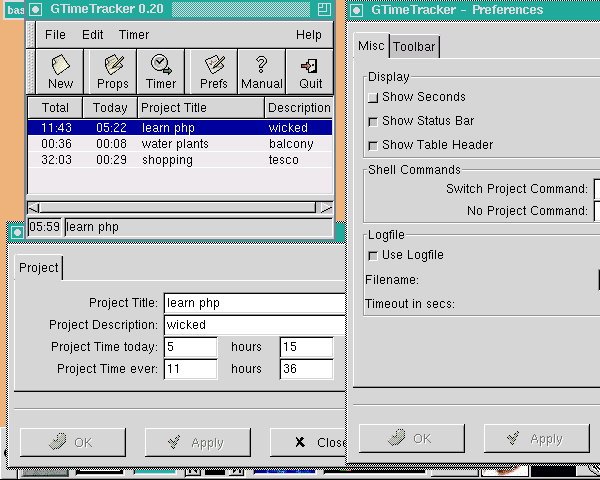 bas
GTimeTracker 0.20
File Edit Timer Help
New Props Timer Prefs Manual Quit
Total Today Project Title Description
11:43 05:22 learn php wicked
00:36 00:08 water plants balcony
32:03 00:29 shopping tesco
05:59 learn php
Project
Project Title: learn php
Project Description: wicked
Project Time today: 5 hours 15
Project Time ever: 11 hours 36
OK Apply Close
GTimeTracker - Preferences
Misc Toolbar
Display
Show Seconds
Show Status Bar
Show Table Header
Shell Commands
Switch Project Command:
No Project Command:
Logfile
Use Logfile
Filename:
Timeout in secs:
OK Apply